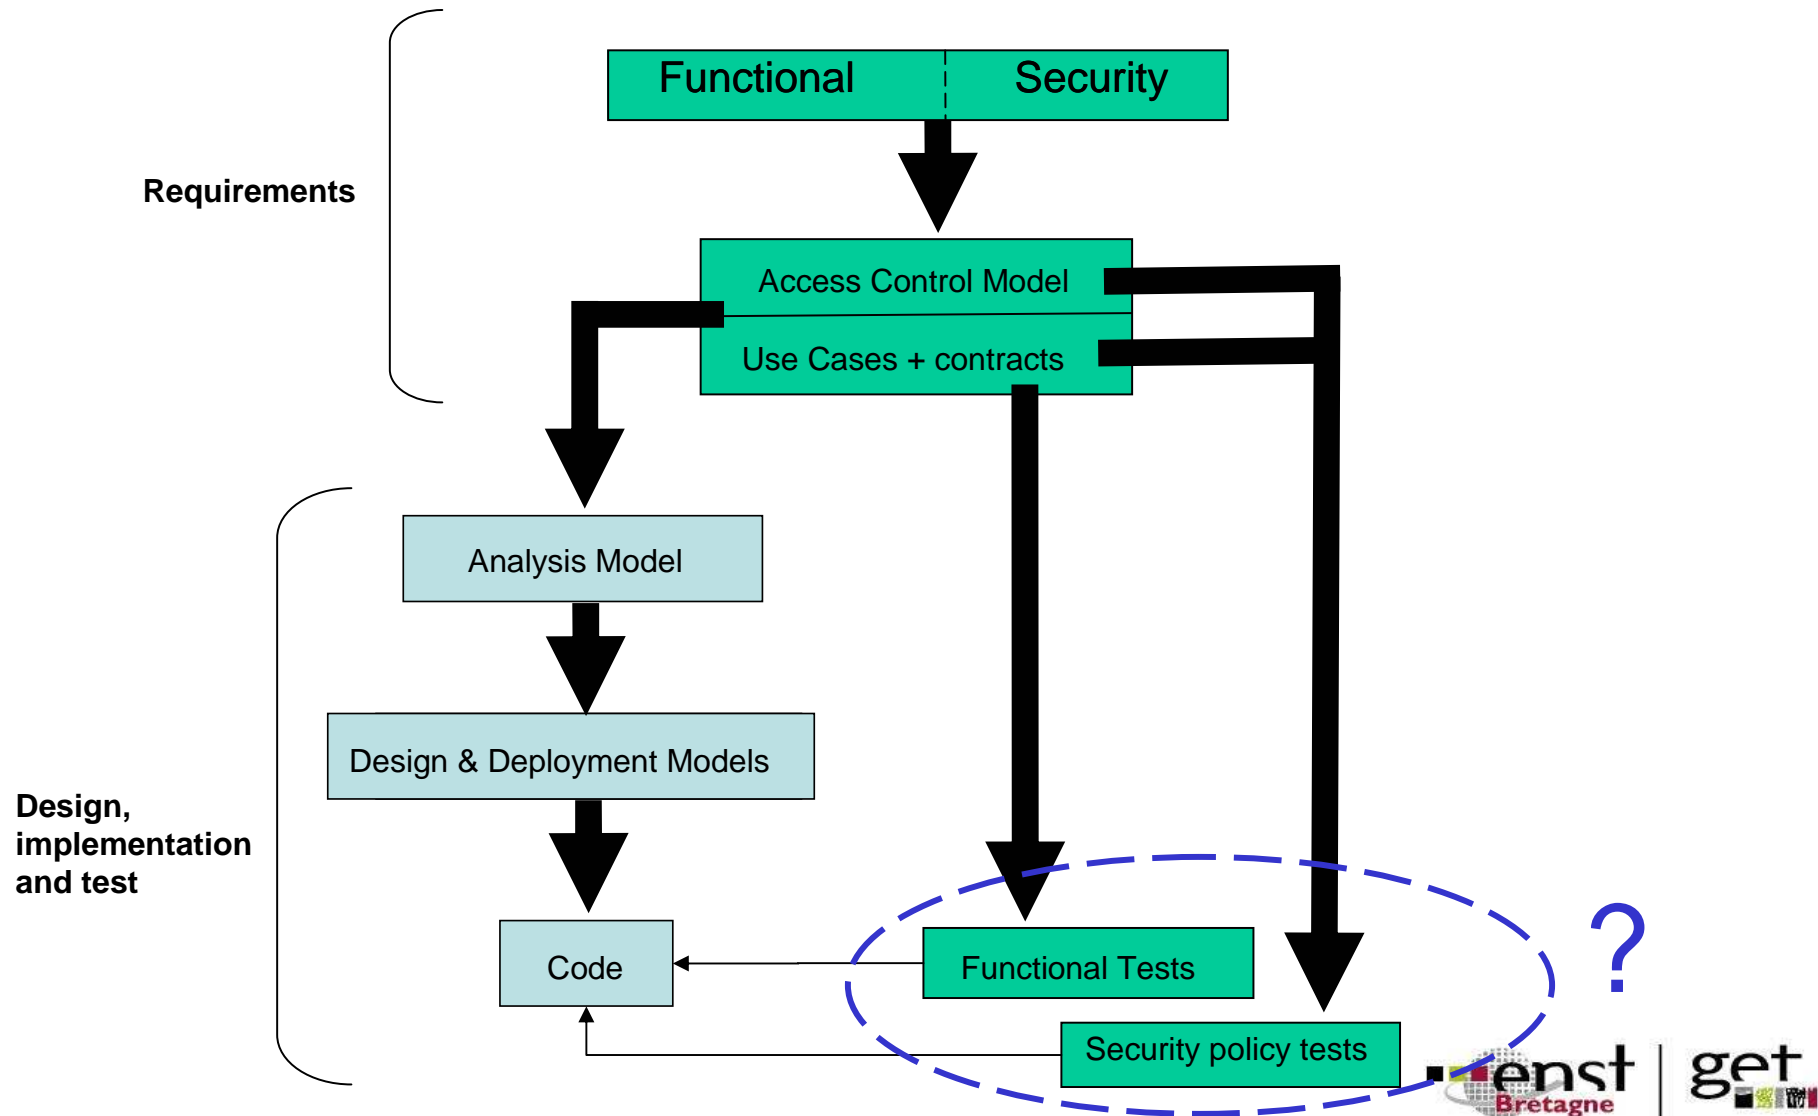 Functional
Security
Requirements
Access Control Model
Use Cases + contracts
Analysis Model
Design & Deployment Models
Design,
implementation
and test
Code
Functional Tests
?
Security policy tests
enst
Bretagne
get